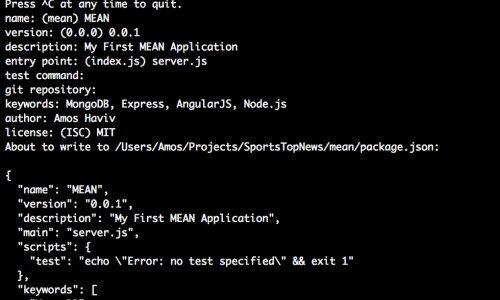 Press ^C at any time to quit.
name: (mean) MEAN
version: (0.0.0) 0.0.1
description: My First MEAN Application
entry point: (index.js) server.js
test command:
git repository:
keywords: MongoDB, Express, AngularJS, Node.js
author: Amos Haviv
license: (ISC) MIT
About to write to /Users/Amos/Projects/SportsTopNews/mean/package.json:
{
"name": "MEAN",
"version": "0.0.1",
"description": "My First MEAN Application",
"main": "server.js",
"scripts": {
"test": "echo \"Error: no test specified\" && exit 1"
},
"keywords": [